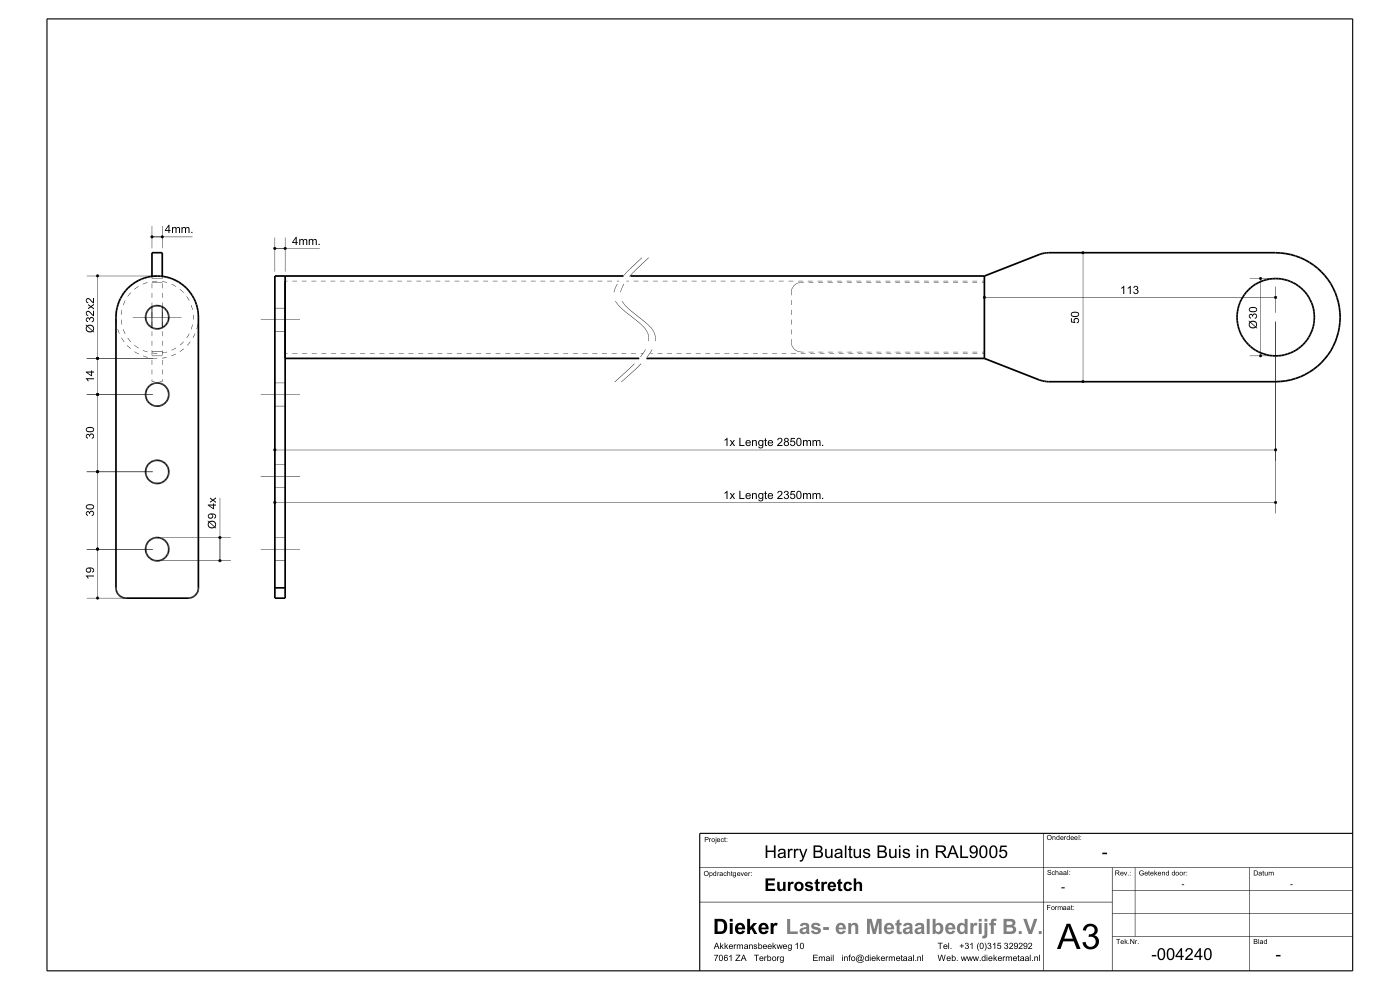 4mm.
4mm.
Ø32x2
113
50
Ø30
14
30
1x Lengte 2850mm.
1x Lengte 2350mm.
30
Ø9 4x
19
Project:
Harry Bualtus Buis in RAL9005
Onderdeel:
-
Opdrachtgever:
Eurostretch
Schaal:
-
Rev.:
Getekend door:
-
Datum
-
Dieker Las- en Metaalbedrijf B.V.
Akkermansbeekweg 10
Tel. +31 (0)315 329292
7061 ZA Terborg
Email info@diekermetaal.nl
Web. www.diekermetaal.nl
Formaat:
A3
Tek.Nr.
-004240
Blad
-